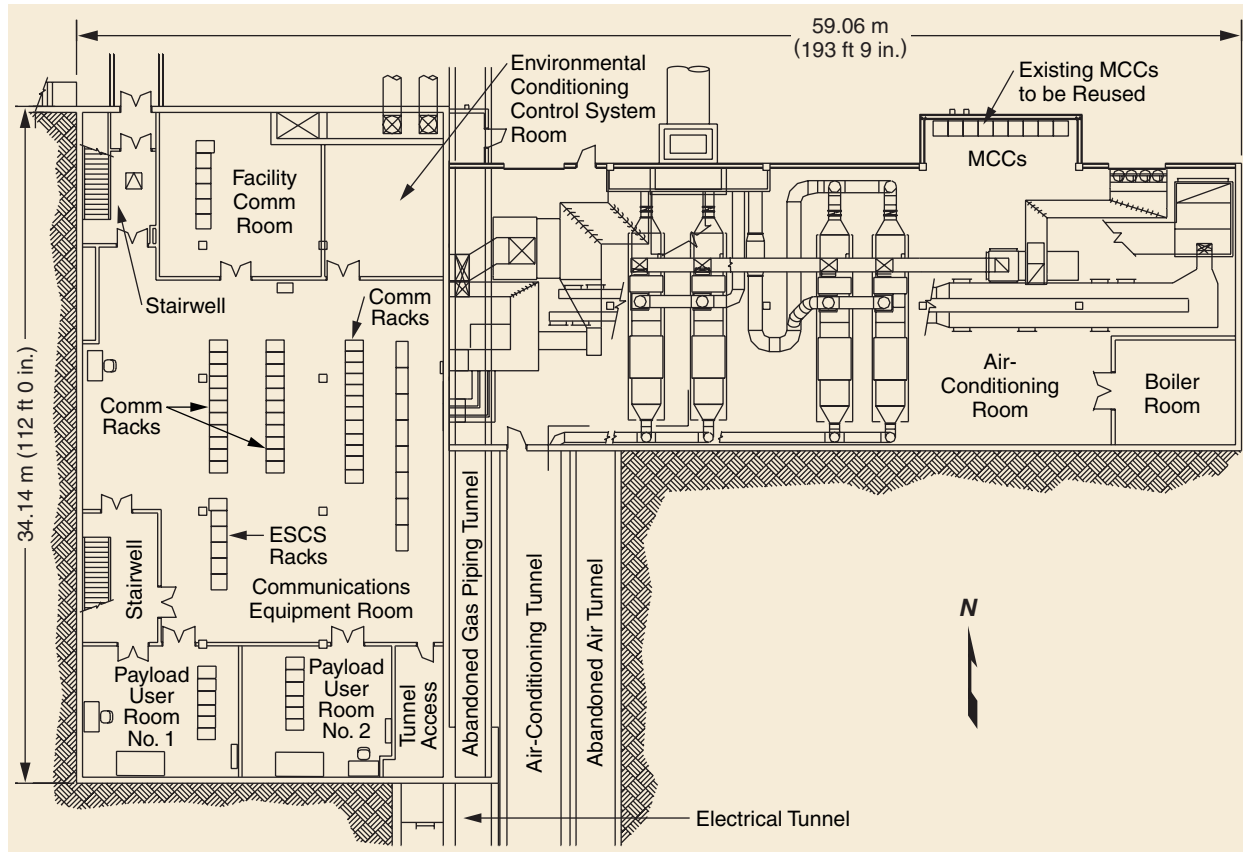 59.06 m
(193 ft 9 in.)
Environmental
Conditioning
Control System
Room
Existing MCCs
to be Reused
MCCs
Facility
Comm
Room
Stairwell
Comm
Racks
34.14 m (112 ft 0 in.)
Comm
Racks
Air-
Conditioning
Room
Boiler
Room
ESCS
Racks
Stairwell
Communications
Equipment Room
Abandoned Gas Piping Tunnel
Air-Conditioning Tunnel
Abandoned Air Tunnel
N
Payload
User
Room
No. 1
Payload
User
Room
No. 2
Tunnel
Access
Electrical Tunnel